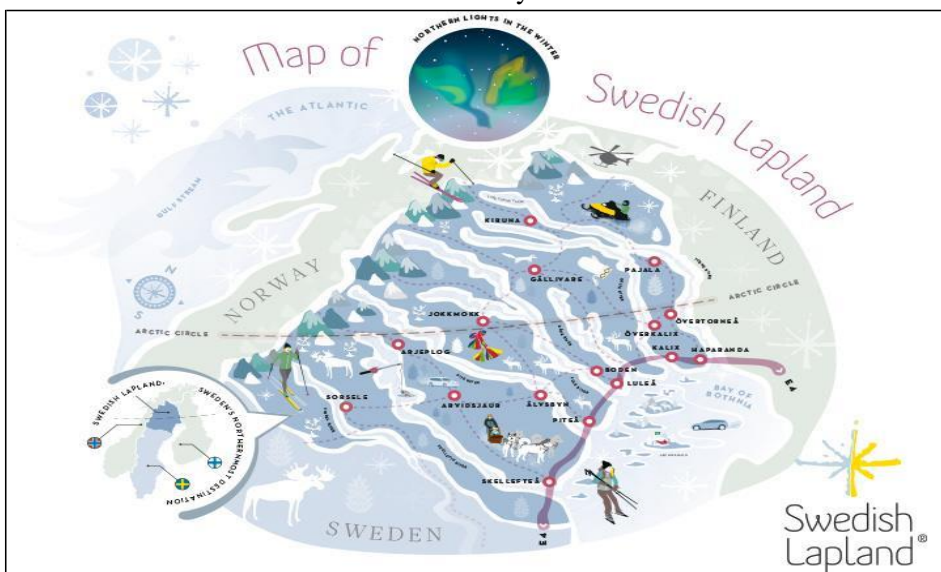 Map of
Swedish Lapland
NORTHERN LIGHTS IN THE WINTER
THE ATLANTIC
GULF STREAM
FINLAND
KIRUNA
N
S
NORWAY
GÄLLIVARE
PAJALA
ARCTIC CIRCLE
JOKKMOKK
ÖVERTORNEÅ
ÖVERKALIX
ARCTIC CIRCLE
ARJEPLOG
KALIX
HAPARANDA
E4
BODEN
LULEÅ
BAY OF
BOTHNIA
SORSELE
ARVIDSJAUR
ÄLVSBYN
PITEÅ
SWEDISH LAPLAND:
SWEDEN'S NORTHERNMOST DESTINATION
SKELLEFTEÅ
E4
SWEDEN
Swedish
Lapland®